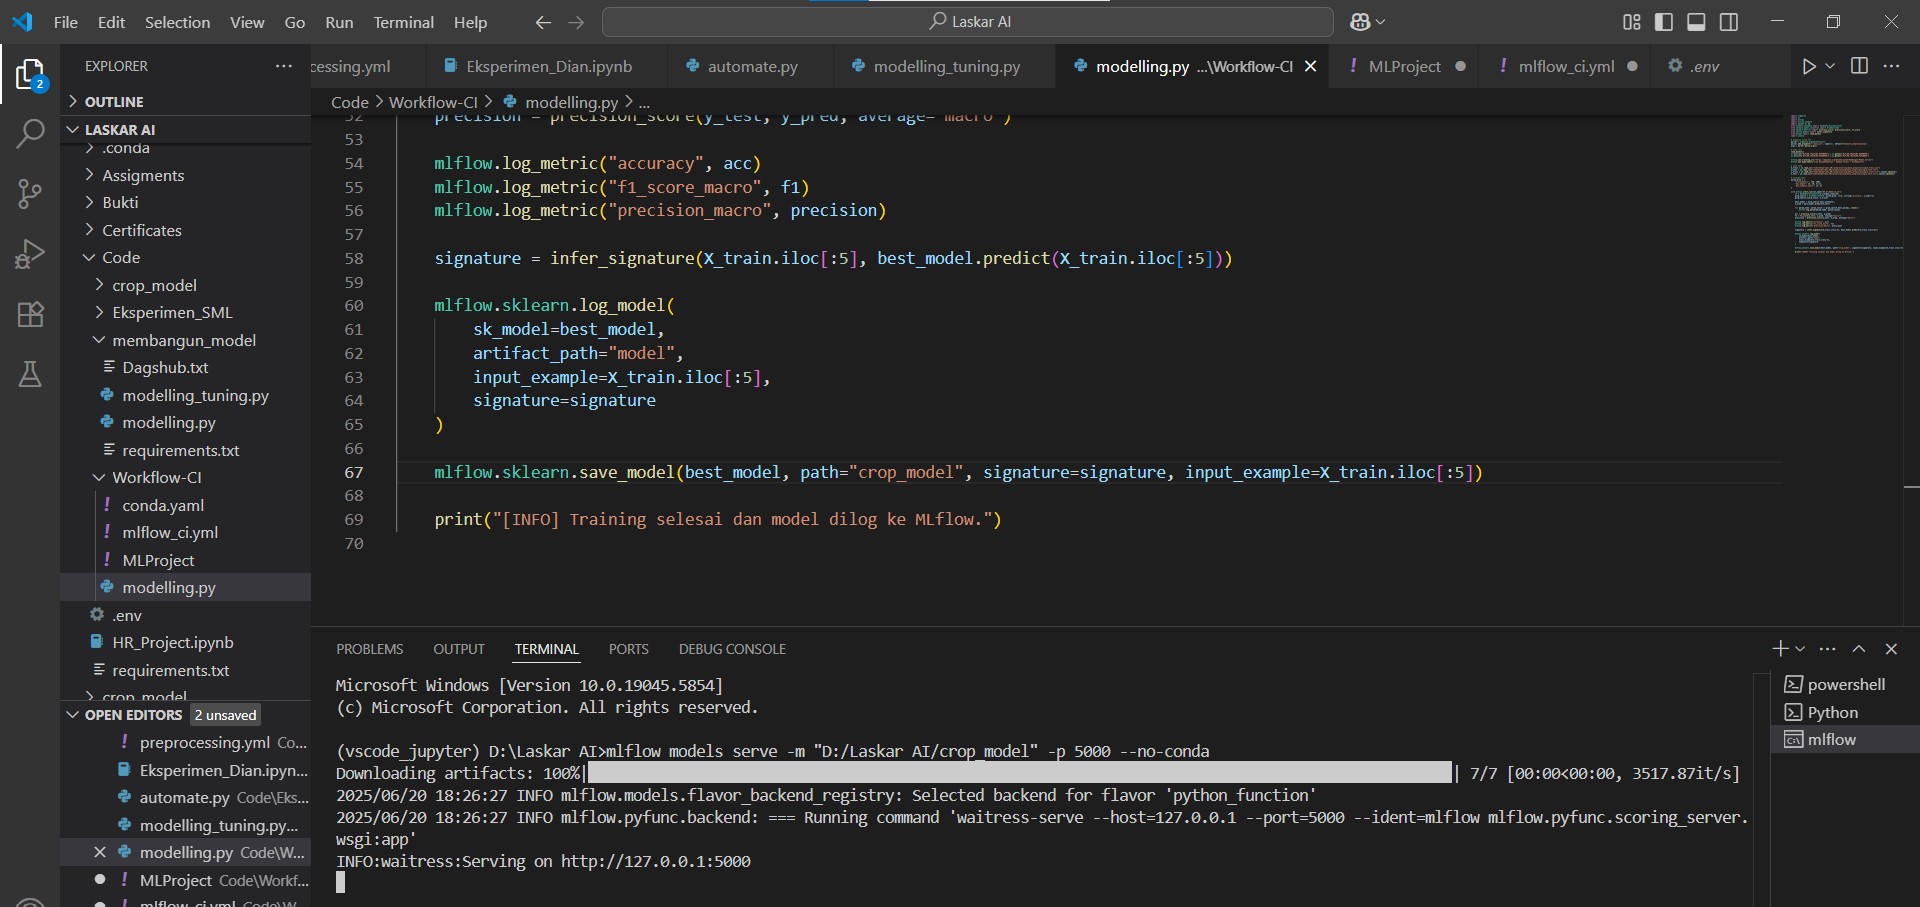 File Edit Selection View Go Run Terminal Help
Laskar AI
EXPLORER
OUTLINE
LASKAR AI
.conda
Assigments
Bukti
Certificates
Code
crop_model
Eksperimen_SML
membangun_model
Dagshub.txt
modelling_tuning.py
modelling.py
requirements.txt
Workflow-CI
conda.yaml
mlflow_ci.yml
MLProject
modelling.py
.env
HR_Project.ipynb
requirements.txt
crop_model
OPEN EDITORS 2 unsaved
preprocessing.yml Co...
Eksperimen_Dian.ipyn...
automate.py Code\Eks...
modelling_tuning.py...
modelling.py Code\W...
MLProject Code\Workf...
mlflow_ci.yml Code\W...
2
cessing.yml Eksperimen_Dian.ipynb automate.py modelling_tuning.py modelling.py ...\Workflow-CI MLProject mlflow_ci.yml .env
Code > Workflow-CI > modelling.py > ...
52 precision = precision_score(y_test, y_pred, average="macro")
53
54 mlflow.log_metric("accuracy", acc)
55 mlflow.log_metric("f1_score_macro", f1)
56 mlflow.log_metric("precision_macro", precision)
57
58 signature = infer_signature(X_train.iloc[:5], best_model.predict(X_train.iloc[:5]))
59
60 mlflow.sklearn.log_model(
61 sk_model=best_model,
62 artifact_path="model",
63 input_example=X_train.iloc[:5],
64 signature=signature
65 )
66
67 mlflow.sklearn.save_model(best_model, path="crop_model", signature=signature, input_example=X_train.iloc[:5])
68
69 print("[INFO] Training selesai dan model dilog ke MLflow.")
70
PROBLEMS OUTPUT TERMINAL PORTS DEBUG CONSOLE
Microsoft Windows [Version 10.0.19045.5854]
(c) Microsoft Corporation. All rights reserved.
(vscode_jupyter) D:\Laskar AI>mlflow models serve -m "D:/Laskar AI/crop_model" -p 5000 --no-conda
Downloading artifacts: 100%| | 7/7 [00:00<00:00, 3517.87it/s]
2025/06/20 18:26:27 INFO mlflow.models.flavor_backend_registry: Selected backend for flavor 'python_function'
2025/06/20 18:26:27 INFO mlflow.pyfunc.backend: === Running command 'waitress-serve --host=127.0.0.1 --port=5000 --ident=mlflow mlflow.pyfunc.scoring_server.
wsgi:app'
INFO:waitress:Serving on http://127.0.0.1:5000
powershell
Python
mlflow